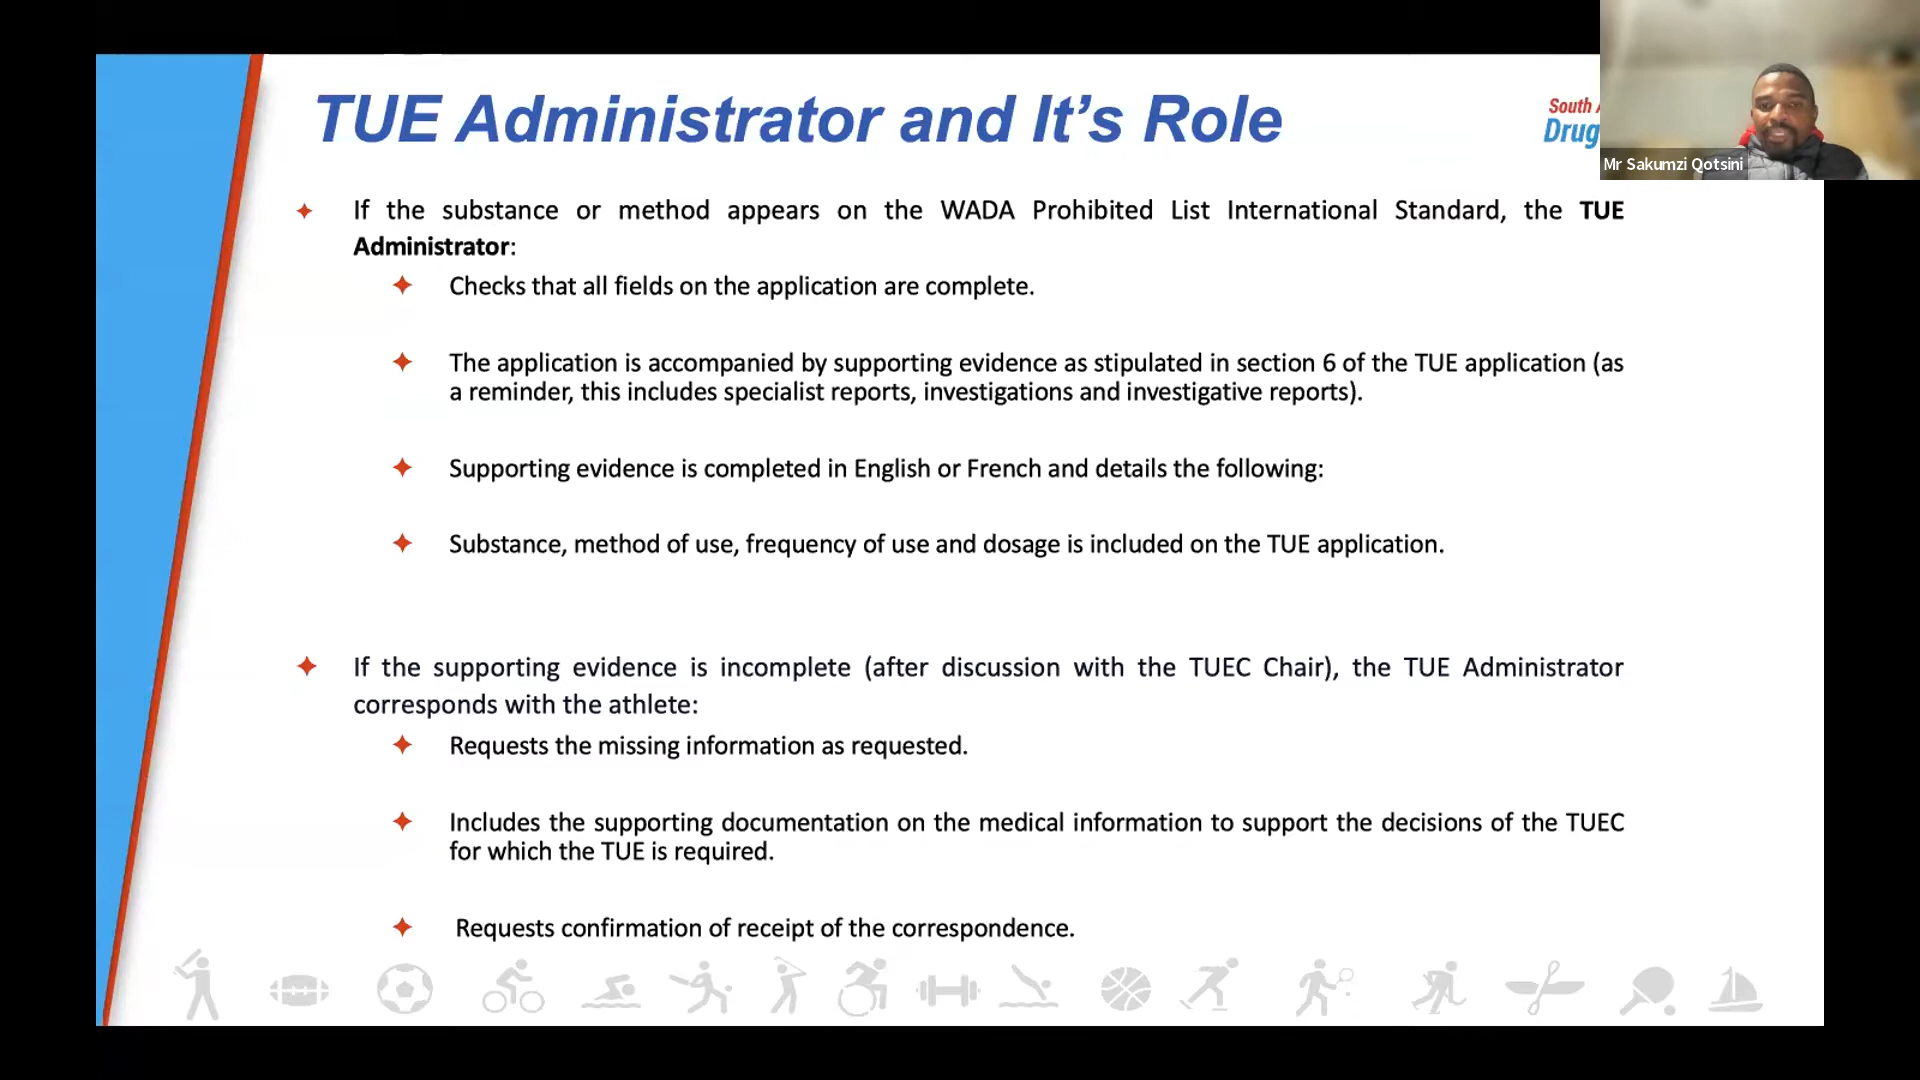 TUE Administrator and It's Role
South
Drug
Mr Sakumzi Qotsini
If the substance or method appears on the WADA Prohibited List International Standard, the TUE
Administrator:
Checks that all fields on the application are complete.
The application is accompanied by supporting evidence as stipulated in section 6 of the TUE application (as
a reminder, this includes specialist reports, investigations and investigative reports).
Supporting evidence is completed in English or French and details the following:
Substance, method of use, frequency of use and dosage is included on the TUE application.
If the supporting evidence is incomplete (after discussion with the TUEC Chair), the TUE Administrator
corresponds with the athlete:
Requests the missing information as requested.
Includes the supporting documentation on the medical information to support the decisions of the TUEC
for which the TUE is required.
Requests confirmation of receipt of the correspondence.